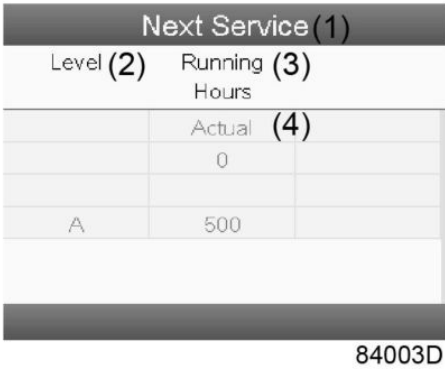 Next Service (1)
Level (2) Running (3)
Hours
Actual (4)
0
A 500
84003D